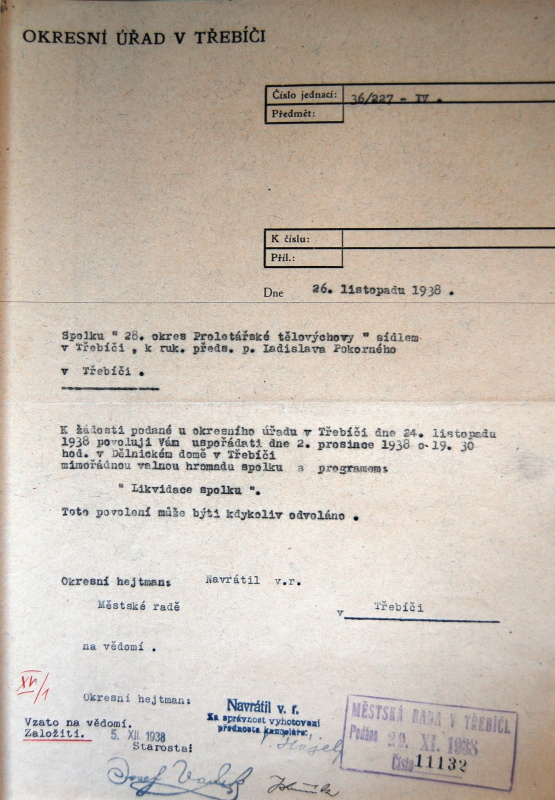 OKRESNÍ ÚŘAD V TŘEBÍČI
Číslo jednací: 36/227 - IV .
Předmět:
K číslu:
Příl.:
Dne 26. listopadu 1938 .
Spolku " 28. okres Proletářské tělovýchovy " sídlem
v Třebíči , k ruk. předs. p. Ladislava Pokorného
v Třebíči .
K žádosti podané u okresního úřadu v Třebíči dne 24. listopadu
1938 povoluji Vám uspořádati dne 2. prosince 1938 o 19. 30
hod. v Dělnickém domě v Třebíči
mimořádnou valnou hromadu spolku s programem:
" Likvidace spolku ".
Toto povolení může býti kdykoliv odvoláno .
Okresní hejtman: Navrátil v.r.
Městské radě
v Třebíči
na vědomí .
XV/1
Okresní hejtman:
Navrátil v. r.
Za správnost vyhotovení
přednosta kanceláře:
Vzato na vědomí.
Založiti. 5. XII. 1938
Starosta:
MĚSTSKÁ RADA V TŘEBÍČI.
Podáno 29. XI. 1938
Číslo 11132